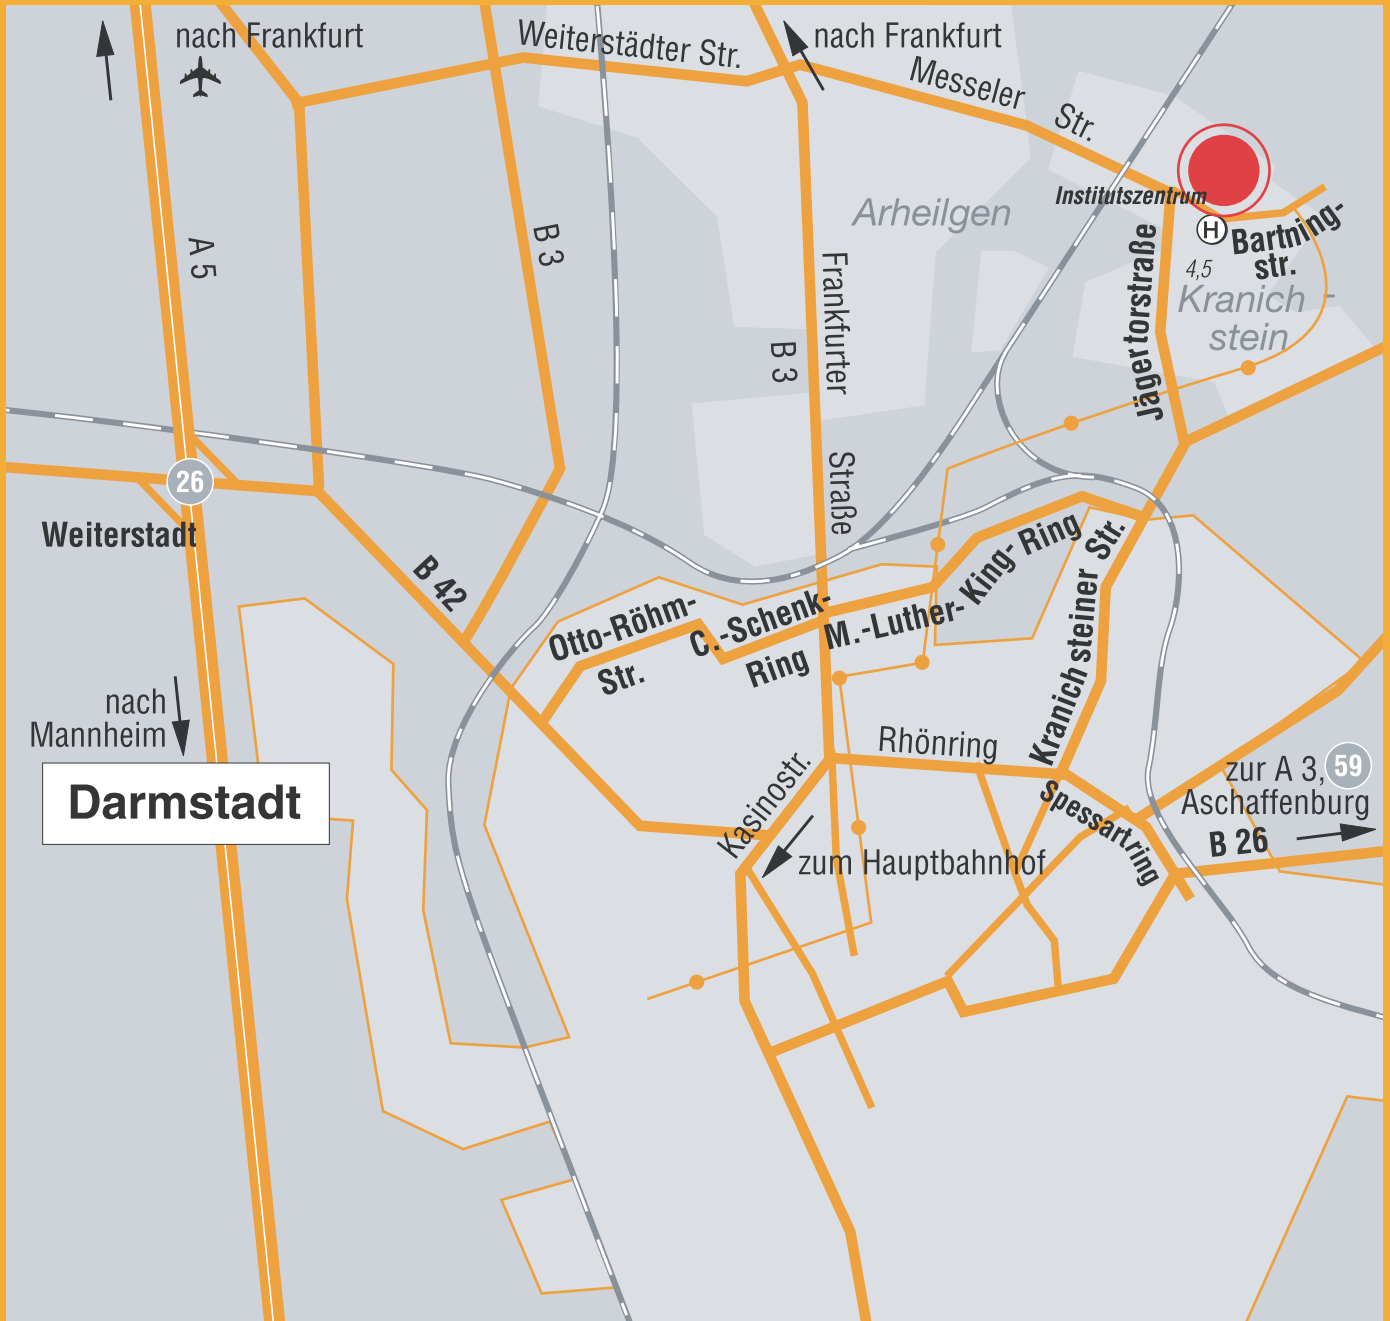 nach Frankfurt
Weiterstädter Str.
nach Frankfurt
Messeler Str.
Institutszentrum
H
Bartning-
str.
4,5
Arheilgen
Kranich -
stein
A 5
B 3
B 3
Frankfurter Straße
Jägertorstraße
26
Weiterstadt
B 42
Otto-Röhm-
Str.
C.-Schenk-
Ring
M.-Luther-
King- Ring
Kranichsteiner Str.
nach
Mannheim
Darmstadt
Rhönring
Kasinostr.
zum Hauptbahnhof
Spessartring
zur A 3, 59
Aschaffenburg
B 26